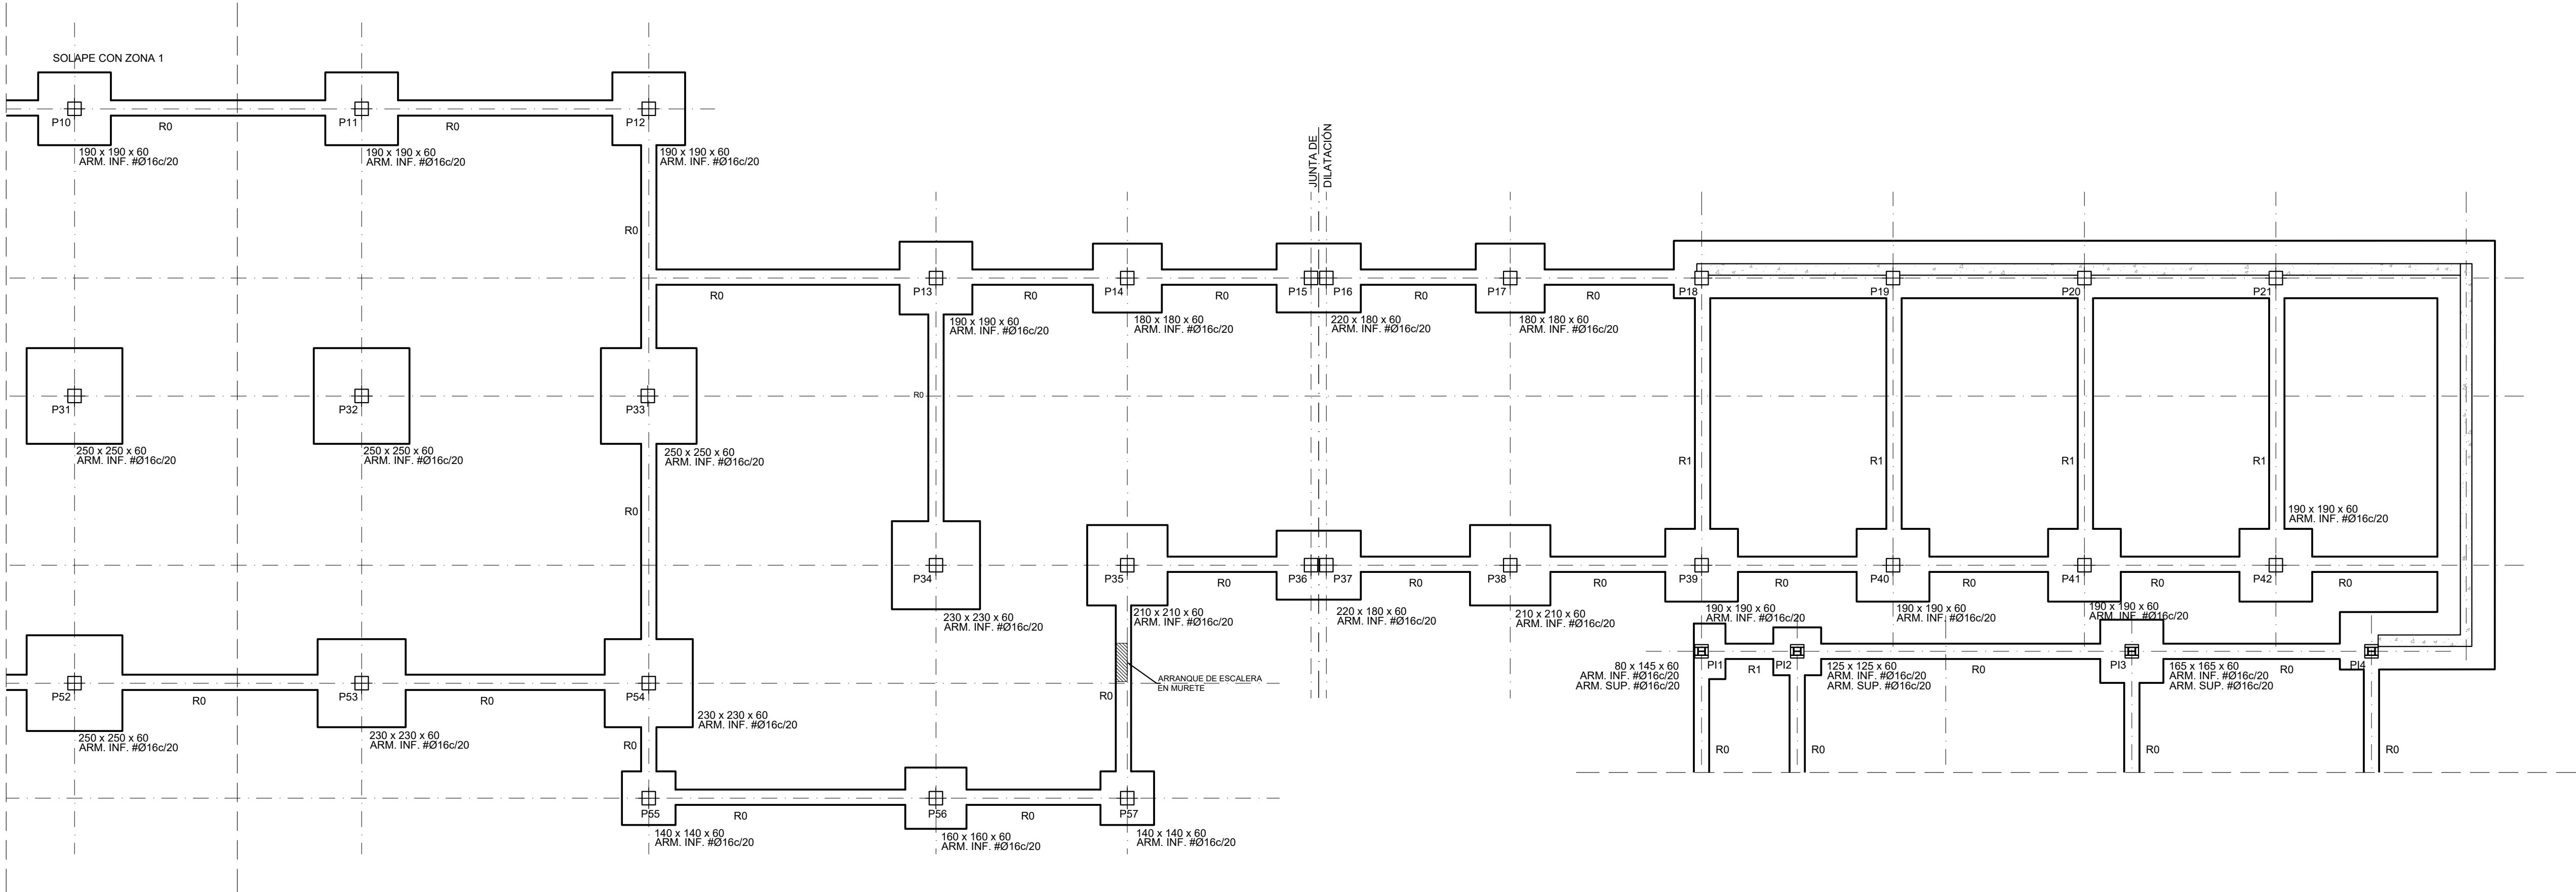 SOLAPE CON ZONA 1
P10
R0
P11
R0
P12
190 x 190 x 60
ARM. INF. #Ø16c/20
190 x 190 x 60
ARM. INF. #Ø16c/20
190 x 190 x 60
ARM. INF. #Ø16c/20
JUNTA DE
DILATACIÓN
R0
R0
P13
R0
P14
R0
P15
P16
R0
P17
R0
P18
P19
P20
P21
190 x 190 x 60
ARM. INF. #Ø16c/20
180 x 180 x 60
ARM. INF. #Ø16c/20
220 x 180 x 60
ARM. INF. #Ø16c/20
180 x 180 x 60
ARM. INF. #Ø16c/20
P31
P32
P33
R0
250 x 250 x 60
ARM. INF. #Ø16c/20
250 x 250 x 60
ARM. INF. #Ø16c/20
250 x 250 x 60
ARM. INF. #Ø16c/20
R1
R1
R1
R1
R0
190 x 190 x 60
ARM. INF. #Ø16c/20
P34
P35
R0
P36
P37
R0
P38
R0
P39
R0
P40
R0
P41
R0
P42
R0
230 x 230 x 60
ARM. INF. #Ø16c/20
210 x 210 x 60
ARM. INF. #Ø16c/20
220 x 180 x 60
ARM. INF. #Ø16c/20
210 x 210 x 60
ARM. INF. #Ø16c/20
190 x 190 x 60
ARM. INF. #Ø16c/20
190 x 190 x 60
ARM. INF. #Ø16c/20
190 x 190 x 60
ARM. INF. #Ø16c/20
80 x 145 x 60
ARM. INF. #Ø16c/20
ARM. SUP. #Ø16c/20
PI1
R1
PI2
125 x 125 x 60
ARM. INF. #Ø16c/20
ARM. SUP. #Ø16c/20
R0
PI3
165 x 165 x 60
ARM. INF. #Ø16c/20
ARM. SUP. #Ø16c/20
R0
PI4
ARRANQUE DE ESCALERA
EN MURETE
R0
P52
R0
P53
R0
P54
250 x 250 x 60
ARM. INF. #Ø16c/20
230 x 230 x 60
ARM. INF. #Ø16c/20
230 x 230 x 60
ARM. INF. #Ø16c/20
R0
R0
R0
R0
R0
P55
R0
P56
R0
P57
140 x 140 x 60
ARM. INF. #Ø16c/20
160 x 160 x 60
ARM. INF. #Ø16c/20
140 x 140 x 60
ARM. INF. #Ø16c/20